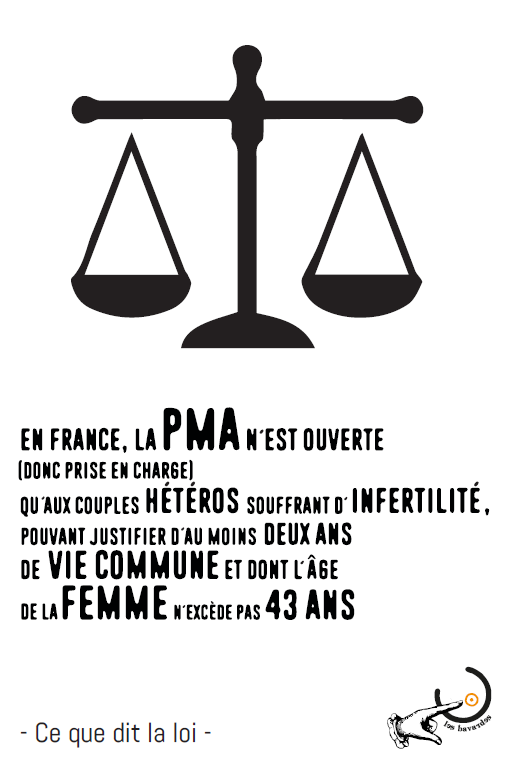 EN FRANCE, LA PMA N'EST OUVERTE
(DONC PRISE EN CHARGE)
QU'AUX COUPLES HÉTÉROS SOUFFRANT D'INFERTILITÉ,
POUVANT JUSTIFIER D'AU MOINS DEUX ANS
DE VIE COMMUNE ET DONT L'ÂGE
DE LA FEMME N'EXCÈDE PAS 43 ANS
- Ce que dit la loi -
les bavardes